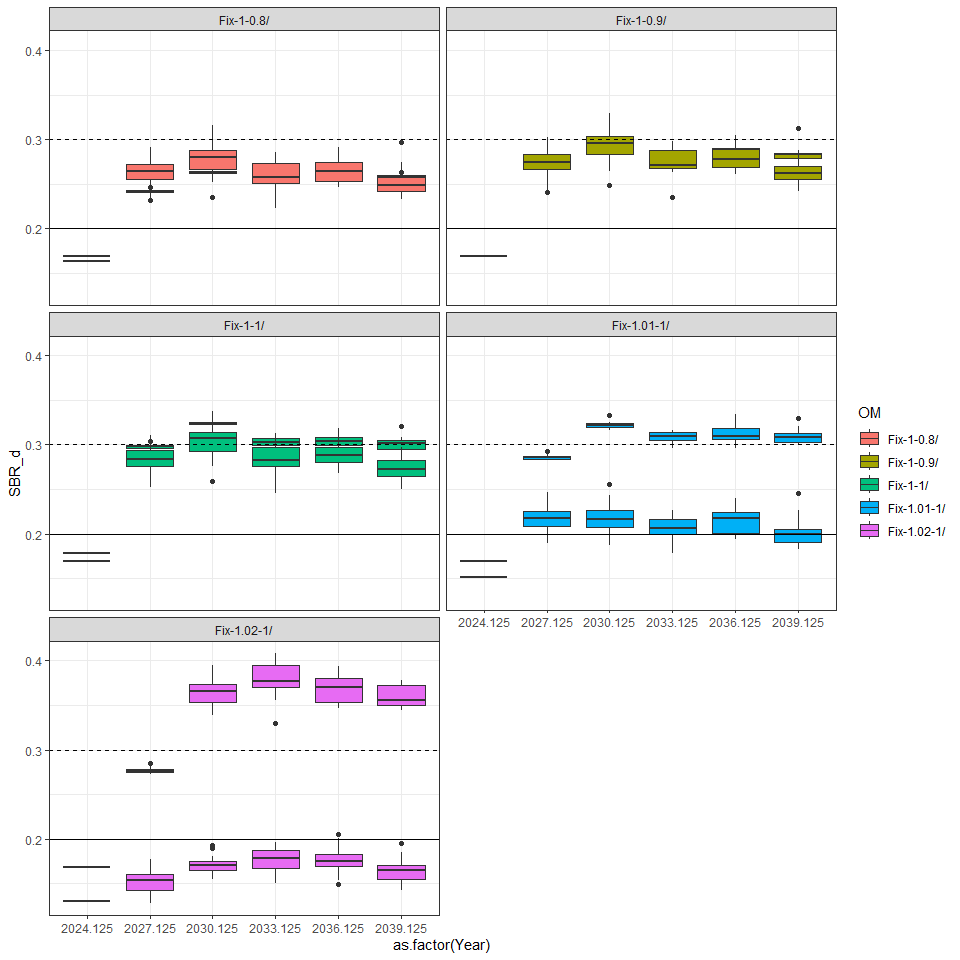 Fix-1-0.8/
Fix-1-0.9/
0.4
0.3
0.2
Fix-1-1/
Fix-1.01-1/
0.4
0.3
0.2
2024.125 2027.125 2030.125 2033.125 2036.125 2039.125
Fix-1.02-1/
0.4
0.3
0.2
2024.125 2027.125 2030.125 2033.125 2036.125 2039.125
as.factor(Year)
SBR_d
OM
Fix-1-0.8/
Fix-1-0.9/
Fix-1-1/
Fix-1.01-1/
Fix-1.02-1/